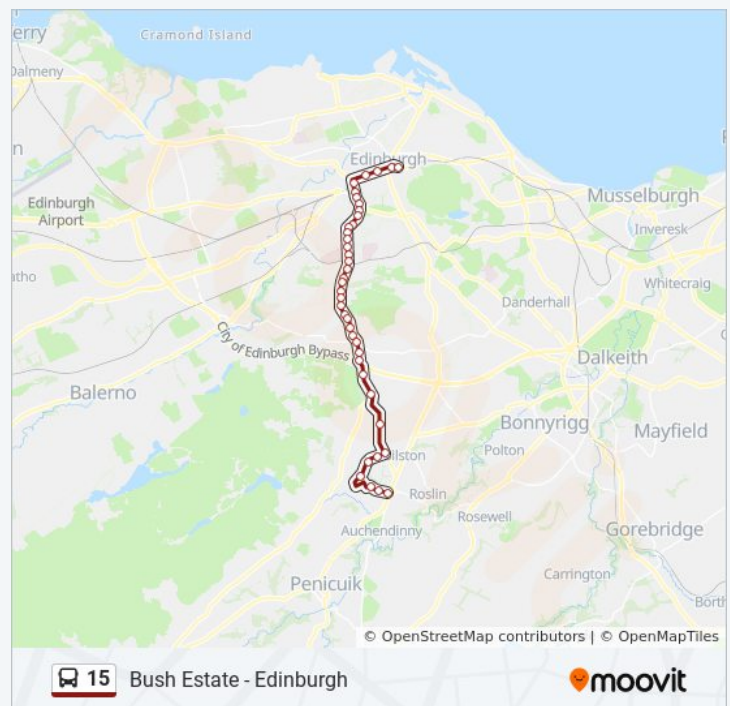 Cramond Island
erry
Dalmeny
n
Edinburgh
Musselburgh
Edinburgh
Airport
Inveresk
tho
Whitecraig
Danderhall
City of Edinburgh Bypass
Dalkeith
Balerno
Bonnyrigg
Mayfield
Polton
ilston
Roslin
Rosewell
Auchendinny
Gorebridge
Carrington
Penicuik
Borth
© OpenStreetMap contributors | © OpenMapTiles
15 Bush Estate - Edinburgh
moovit